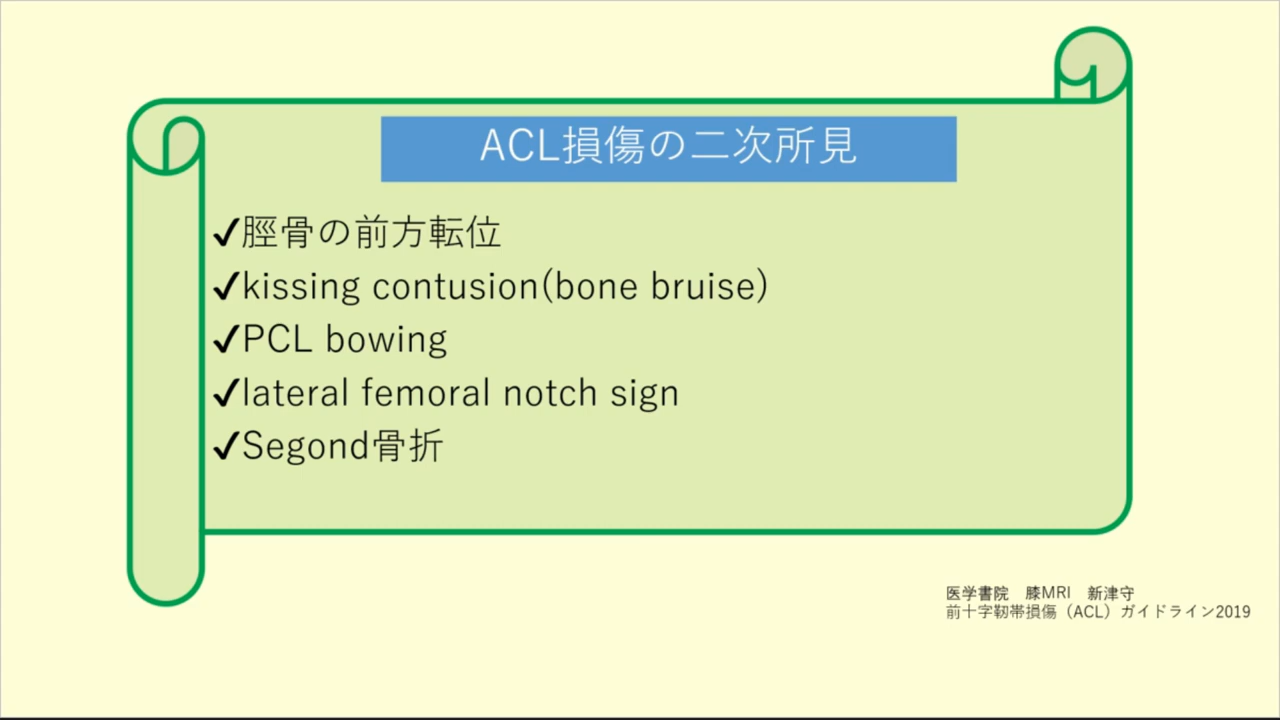 ACL損傷の二次所見
✓脛骨の前方転位
✓kissing contusion(bone bruise)
✓PCL bowing
✓lateral femoral notch sign
✓Segond骨折
医学書院　膝MRI　新津守
前十字靭帯損傷（ACL）ガイドライン2019